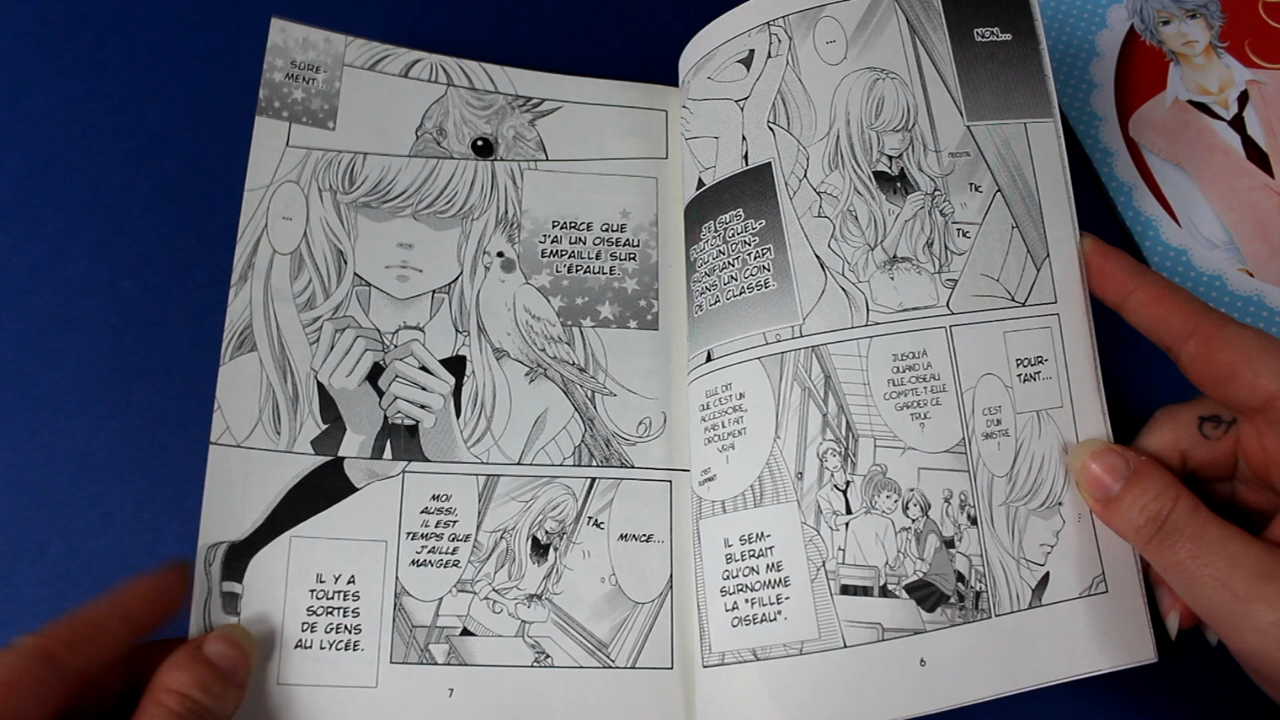 NON...
...
TIC
TIC
JE SUIS
PLUTÔT QUEL-
QU'UN D'IN-
SIGNIFIANT TAPI
DANS UN COIN
DE LA CLASSE.
POUR-
TANT...
C'EST
D'UN
SINISTRE
!
JUSQU'À
QUAND LA
FILLE-OISEAU
COMPTE-T-ELLE
GARDER CE
TRUC
?
ELLE DIT
QUE C'EST UN
ACCESSOIRE,
MAIS IL FAIT
DRÔLEMENT
VRAI
!
C'EST
IL SEM-
BLERAIT
QU'ON ME
SURNOMME
LA "FILLE-
OISEAU".
6
SÛRE-
MENT...
PARCE QUE
J'AI UN OISEAU
EMPAILLÉ SUR
L'ÉPAULE.
...
MINCE...
TAC
MOI
AUSSI,
IL EST
TEMPS QUE
J'AILLE
MANGER.
IL Y A
TOUTES
SORTES
DE GENS
AU LYCÉE.
7